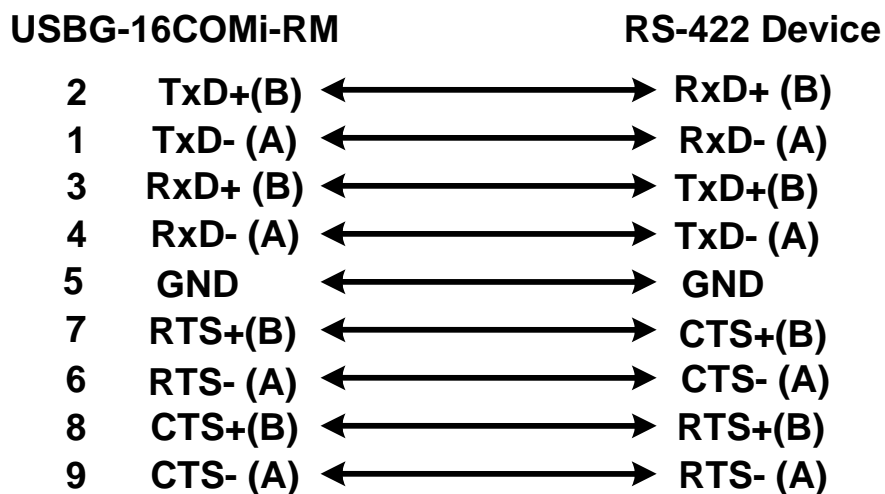 USBG-16COMi-RM RS-422 Device
2 TxD+(B) RxD+ (B)
1 TxD- (A) RxD- (A)
3 RxD+ (B) TxD+(B)
4 RxD- (A) TxD- (A)
5 GND GND
7 RTS+(B) CTS+(B)
6 RTS- (A) CTS- (A)
8 CTS+(B) RTS+(B)
9 CTS- (A) RTS- (A)